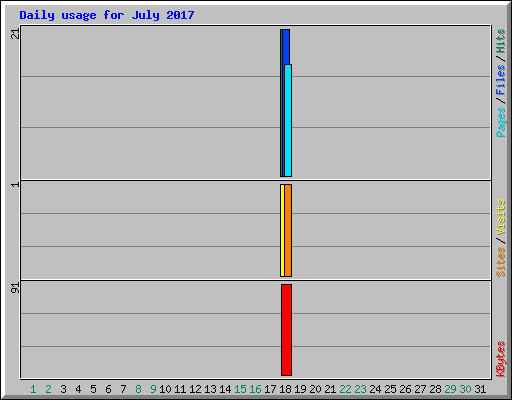 Daily usage for July 2017
21
Pages/Files/Hits
1
Sites/Visits
91
KBytes
1 2 3 4 5 6 7 8 9 10 11 12 13 14 15 16 17 18 19 20 21 22 23 24 25 26 27 28 29 30 31